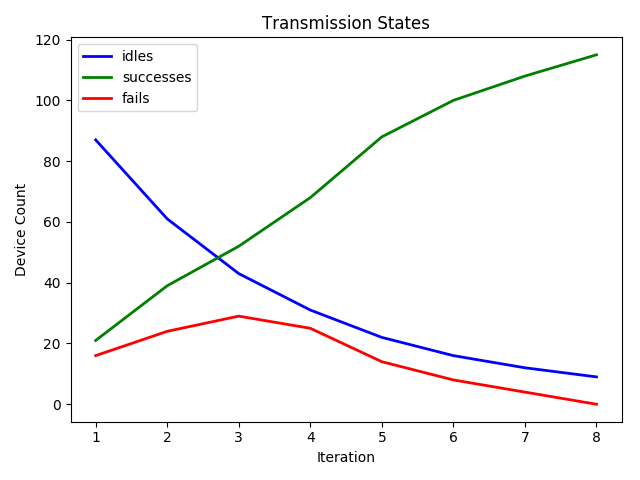 Transmission States
idles
successes
fails
Device Count
120
100
80
60
40
20
0
1 2 3 4 5 6 7 8
Iteration